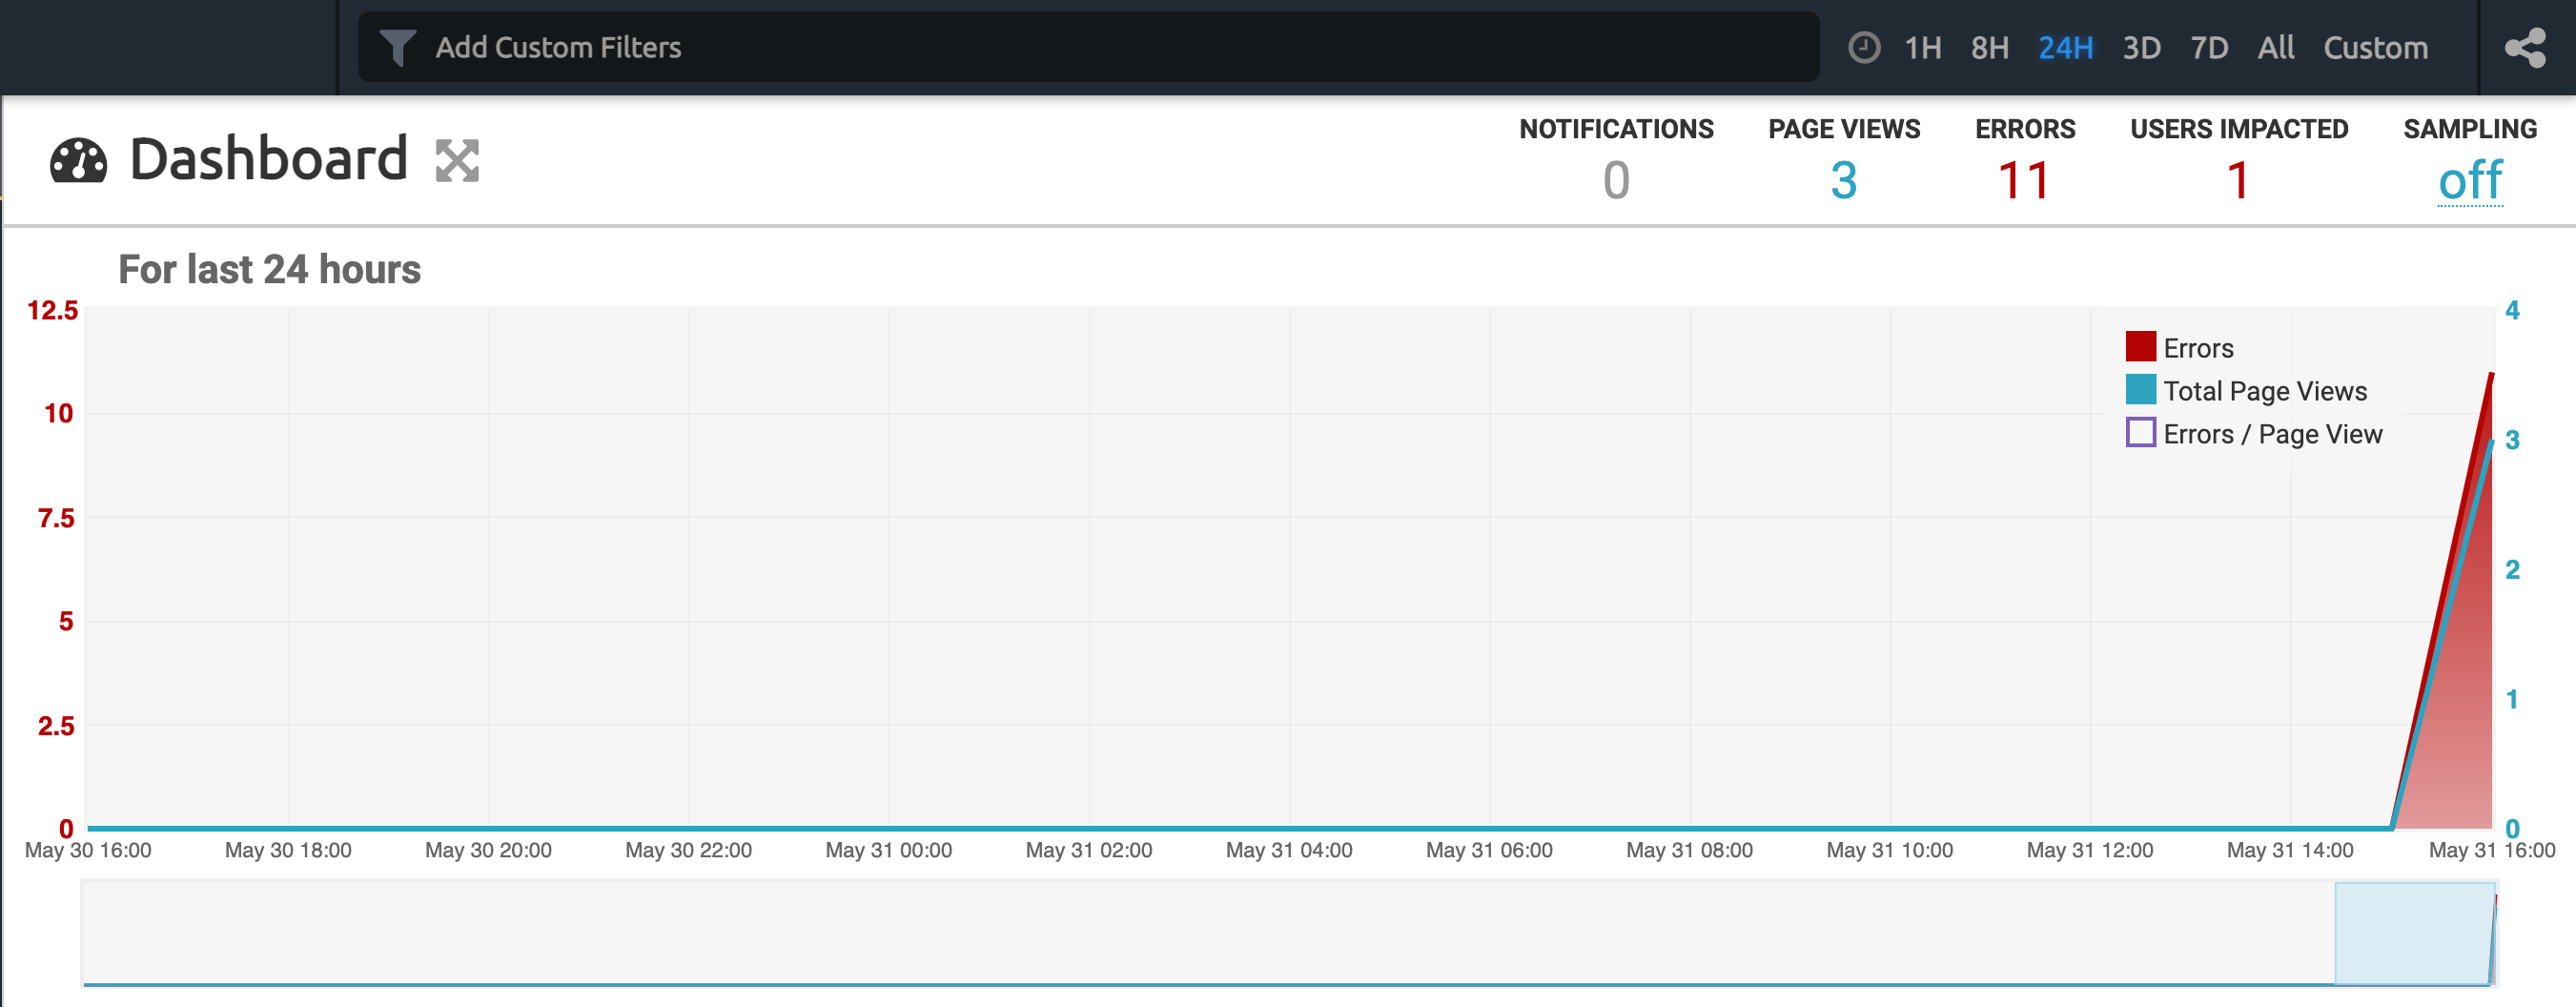 Add Custom Filters
1H 8H 24H 3D 7D All Custom
Dashboard
NOTIFICATIONS PAGE VIEWS ERRORS USERS IMPACTED SAMPLING
0 3 11 1 off
For last 24 hours
12.5
10
7.5
5
2.5
0
4
3
2
1
0
Errors
Total Page Views
Errors / Page View
May 30 16:00 May 30 18:00 May 30 20:00 May 30 22:00 May 31 00:00 May 31 02:00 May 31 04:00 May 31 06:00 May 31 08:00 May 31 10:00 May 31 12:00 May 31 14:00 May 31 16:00